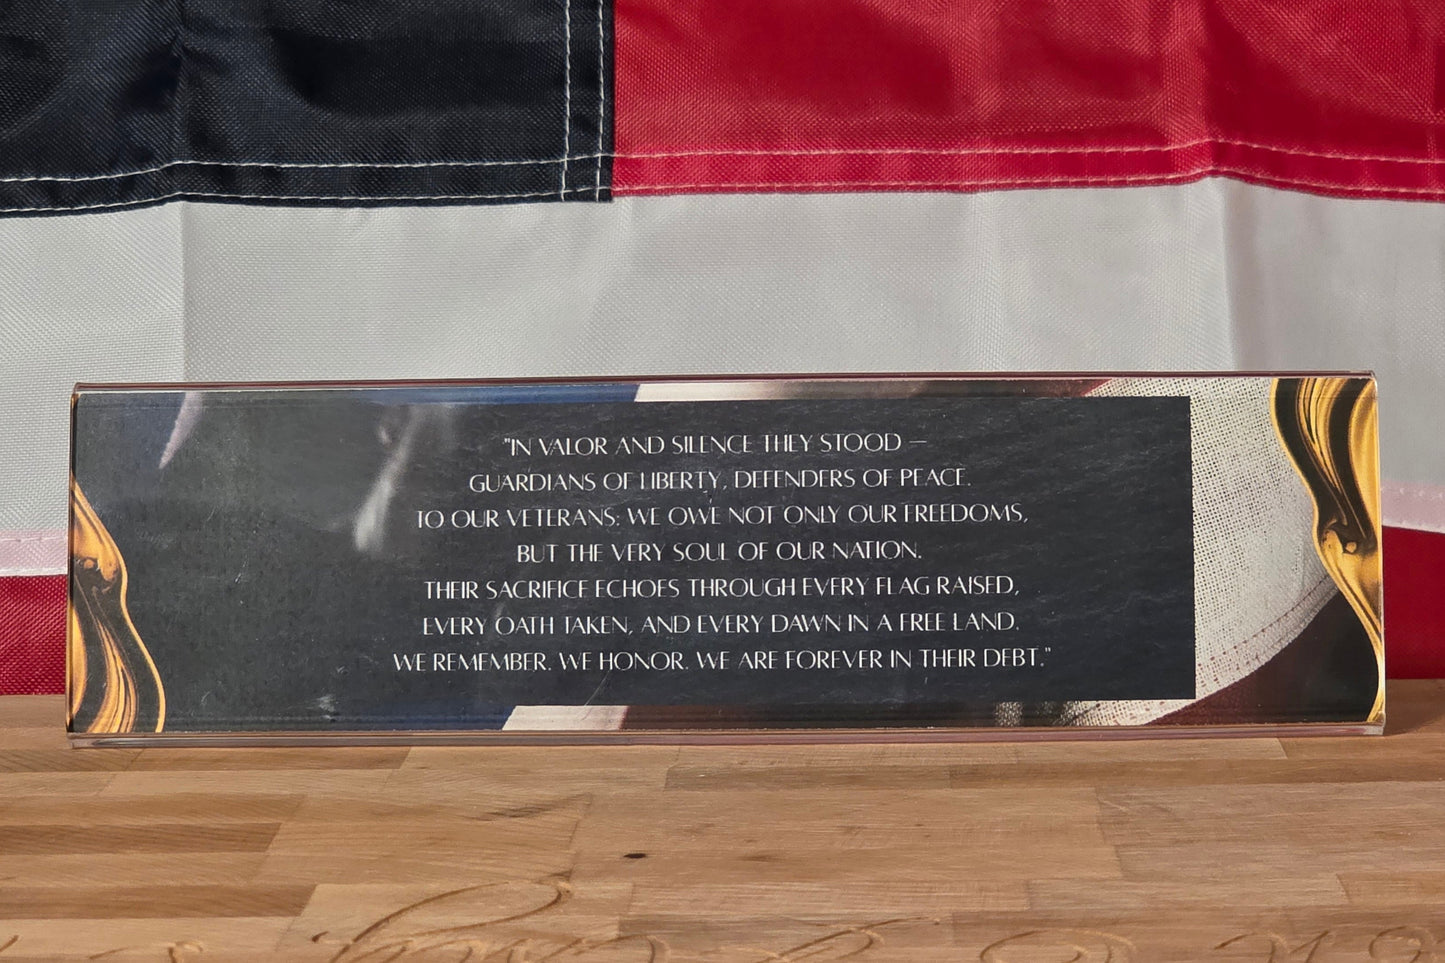 "IN VALOR AND SILENCE THEY STOOD —
GUARDIANS OF LIBERTY, DEFENDERS OF PEACE.
TO OUR VETERANS: WE OWE NOT ONLY OUR FREEDOMS,
BUT THE VERY SOUL OF OUR NATION.
THEIR SACRIFICE ECHOES THROUGH EVERY FLAG RAISED,
EVERY OATH TAKEN, AND EVERY DAWN IN A FREE LAND.
WE REMEMBER. WE HONOR. WE ARE FOREVER IN THEIR DEBT."